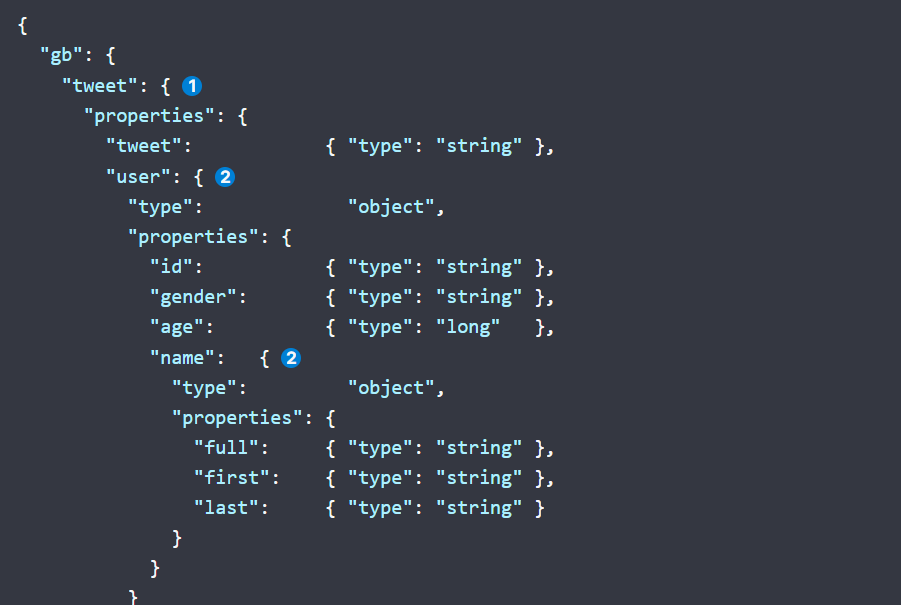 {
  "gb": {
    "tweet": { 1
      "properties": {
        "tweet":            { "type": "string" },
        "user": { 2
          "type":             "object",
          "properties": {
            "id":           { "type": "string" },
            "gender":       { "type": "string" },
            "age":          { "type": "long"   },
            "name":   { 2
              "type":         "object",
              "properties": {
                "full":     { "type": "string" },
                "first":    { "type": "string" },
                "last":     { "type": "string" }
              }
            }
          }